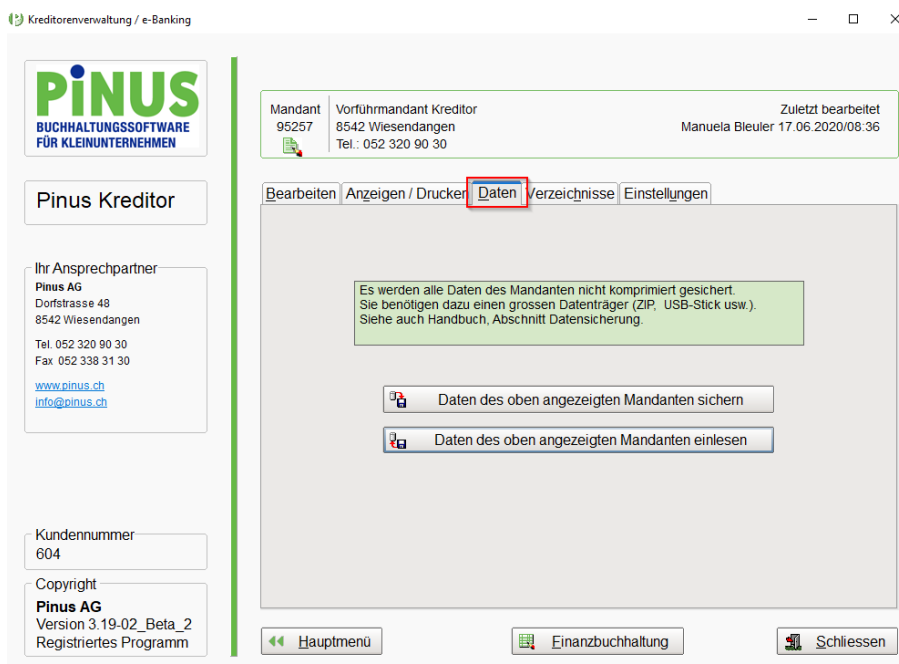 Kreditorenverwaltung / e-Banking
PiNUS
BUCHHALTUNGSSOFTWARE
FÜR KLEINUNTERNEHMEN
Mandant
95257
Vorführmandant Kreditor
8542 Wiesendangen
Tel.: 052 320 90 30
Zuletzt bearbeitet
Manuela Bleuler 17.06.2020/08:36
Pinus Kreditor
Bearbeiten Anzeigen / Drucken Daten Verzeichnisse Einstellungen
Ihr Ansprechpartner
Pinus AG
Dorfstrasse 48
8542 Wiesendangen
Tel. 052 320 90 30
Fax 052 338 31 30
www.pinus.ch
info@pinus.ch
Es werden alle Daten des Mandanten nicht komprimiert gesichert.
Sie benötigen dazu einen grossen Datenträger (ZIP, USB-Stick usw.).
Siehe auch Handbuch, Abschnitt Datensicherung.
Daten des oben angezeigten Mandanten sichern
Daten des oben angezeigten Mandanten einlesen
Kundennummer
604
Copyright
Pinus AG
Version 3.19-02_Beta_2
Registriertes Programm
Hauptmenü
Finanzbuchhaltung
Schliessen